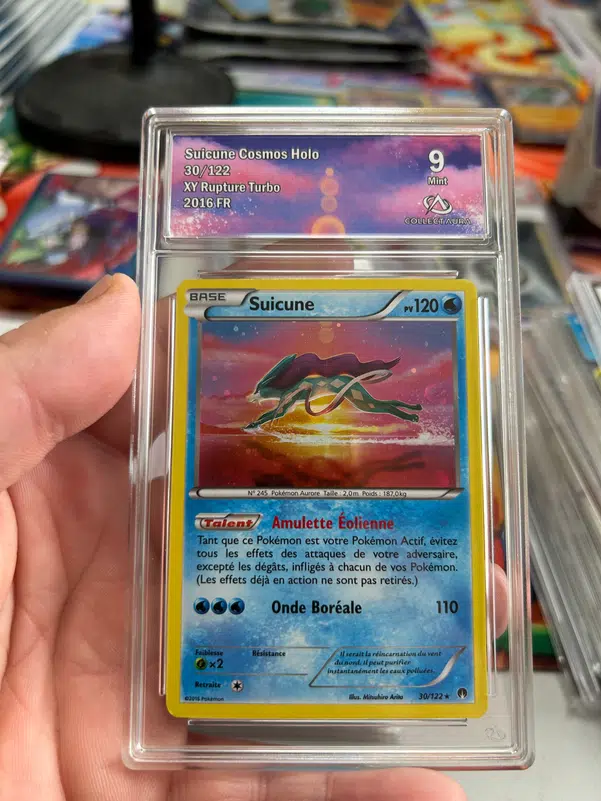 Suicune Cosmos Holo
30/122
XY Rupture Turbo
2016 FR
9
Mint
COLLECTAURA
BASE Suicune PV120
N° 245 Pokémon Aurore Taille : 2,0 m Poids : 187,0 kg
Talent Amulette Éolienne
Tant que ce Pokémon est votre Pokémon Actif, évitez
tous les effets des attaques de votre adversaire,
excepté les dégâts, infligés à chacun de vos Pokémon.
(Les effets déjà en action ne sont pas retirés.)
Onde Boréale 110
Faiblesse Résistance
×2
Il serait la réincarnation du vent
du nord. Il peut purifier
instantanément les eaux polluées.
Retraite
©2016 Pokémon Illus. Mitsuhiro Arita 30/122 ★